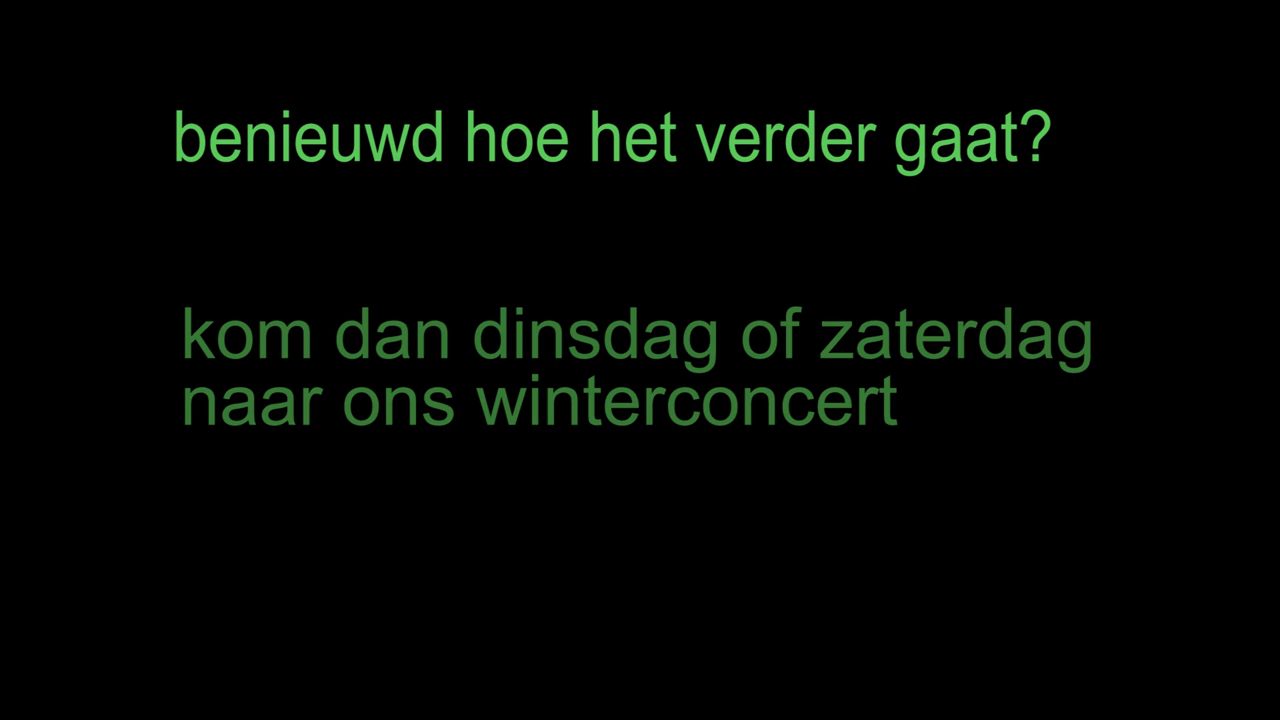 benieuwd hoe het verder gaat?
kom dan dinsdag of zaterdag
naar ons winterconcert